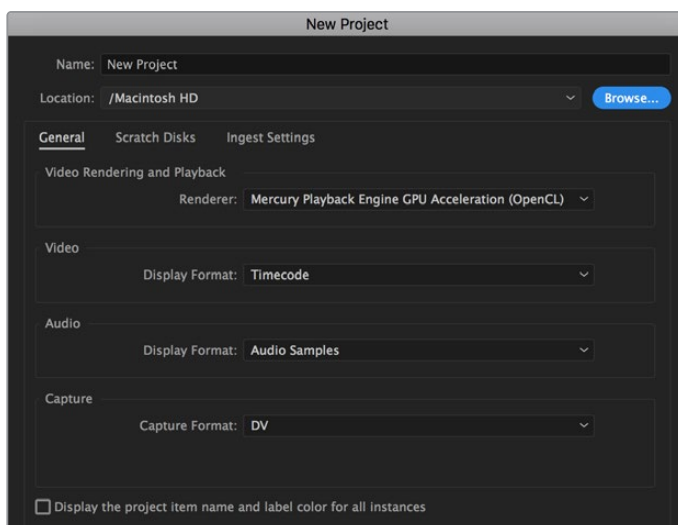 New Project
Name: New Project
Location: /Macintosh HD Browse...
General Scratch Disks Ingest Settings
Video Rendering and Playback
Renderer: Mercury Playback Engine GPU Acceleration (OpenCL)
Video
Display Format: Timecode
Audio
Display Format: Audio Samples
Capture
Capture Format: DV
Display the project item name and label color for all instances